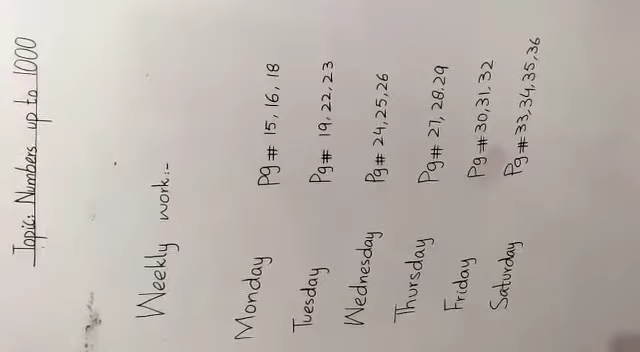 Topic: Numbers up to 1000
Weekly work:-
Monday Pg # 15, 16, 18
Tuesday Pg # 19, 22, 23
Wednesday Pg # 24, 25, 26
Thursday Pg # 27, 28, 29
Friday Pg # 30, 31, 32
Saturday Pg # 33, 34, 35, 36